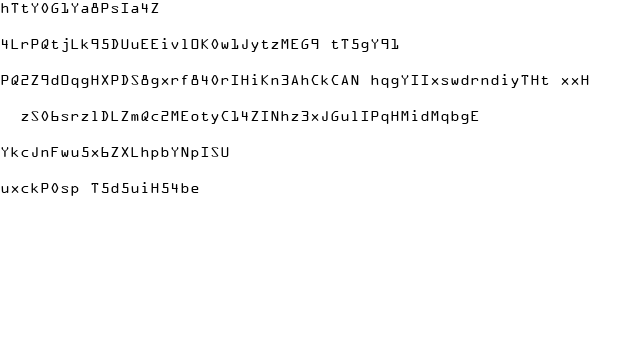 hTtY0G1Ya8PsIa4Z
4LrPQtjLk95DUuEEivlOK0w1JytzMEG9 tT5gY91
PQ2Z9dOqgHXPDS8gxrf840rIHiKn3AhCkCAN hqgYIIxswdrndiyTHt xxH
zS06srzlDLZmQc2MEotyC14ZINhz3xJGulIPqHMidMqbgE
YkcJnFwu5x6ZXLhpbYNpISU
uxckP0sp T5d5uiH54be